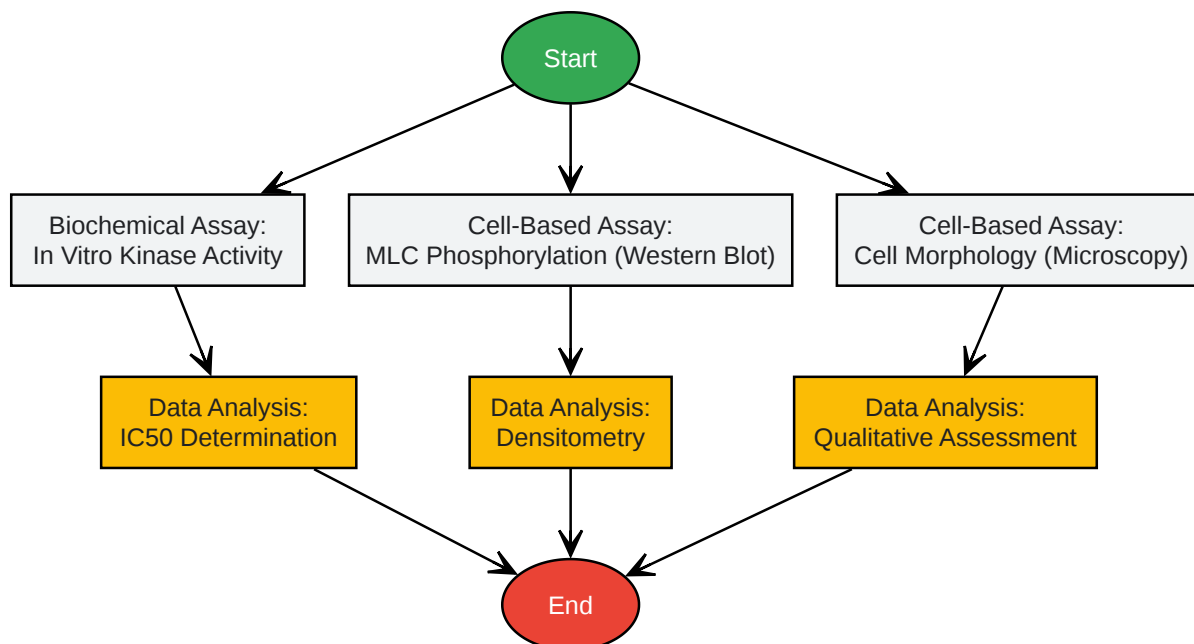 Start
Biochemical Assay:
In Vitro Kinase Activity
Cell-Based Assay:
MLC Phosphorylation (Western Blot)
Cell-Based Assay:
Cell Morphology (Microscopy)
Data Analysis:
IC50 Determination
Data Analysis:
Densitometry
Data Analysis:
Qualitative Assessment
End